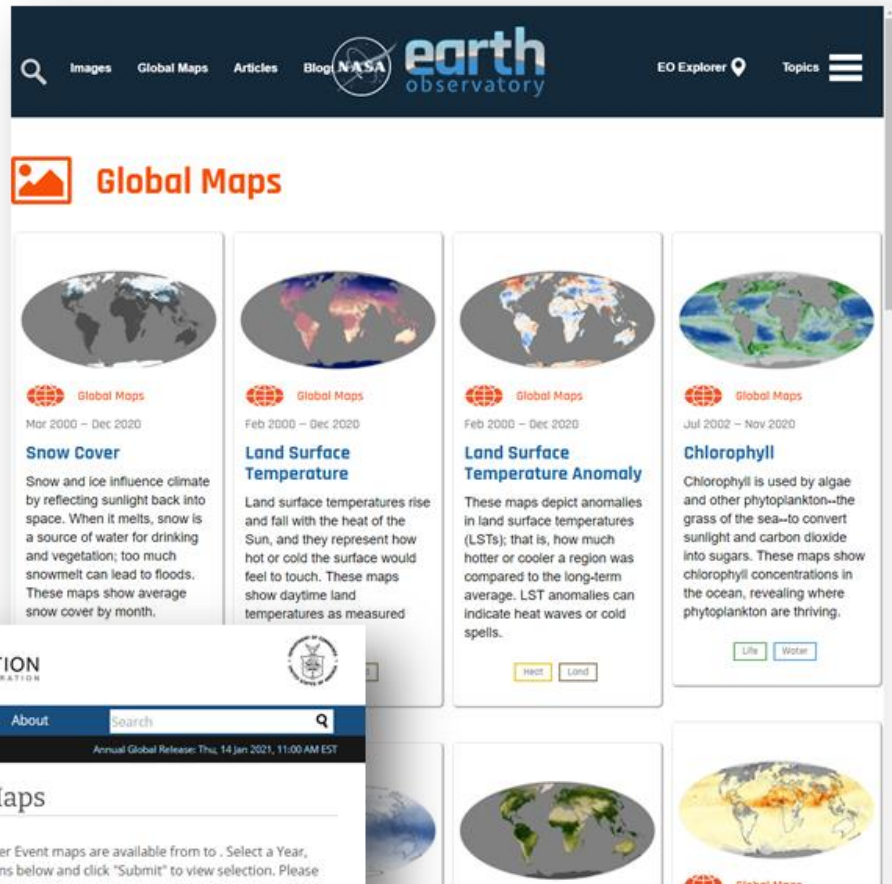 Images Global Maps Articles Blogs NASA earth observatory EO Explorer Topics
Global Maps
Global Maps
Mar 2000 – Dec 2020
Snow Cover
Snow and ice influence climate
by reflecting sunlight back into
space. When it melts, snow is
a source of water for drinking
and vegetation; too much
snowmelt can lead to floods.
These maps show average
snow cover by month.
Global Maps
Feb 2000 – Dec 2020
Land Surface
Temperature
Land surface temperatures rise
and fall with the heat of the
Sun, and they represent how
hot or cold the surface would
feel to touch. These maps
show daytime land
temperatures as measured
Global Maps
Feb 2000 – Dec 2020
Land Surface
Temperature Anomaly
These maps depict anomalies
in land surface temperatures
(LSTs); that is, how much
hotter or cooler a region was
compared to the long-term
average. LST anomalies can
indicate heat waves or cold
spells.
Heat Land
Global Maps
Jul 2002 – Nov 2020
Chlorophyll
Chlorophyll is used by algae
and other phytoplankton--the
grass of the sea--to convert
sunlight and carbon dioxide
into sugars. These maps show
chlorophyll concentrations in
the ocean, revealing where
phytoplankton are thriving.
Life Water
About Search
Annual Global Release: Thu, 14 Jan 2021, 11:00 AM EST
er Event maps are available from to . Select a Year,
ns below and click "Submit" to view selection. Please
Global Maps